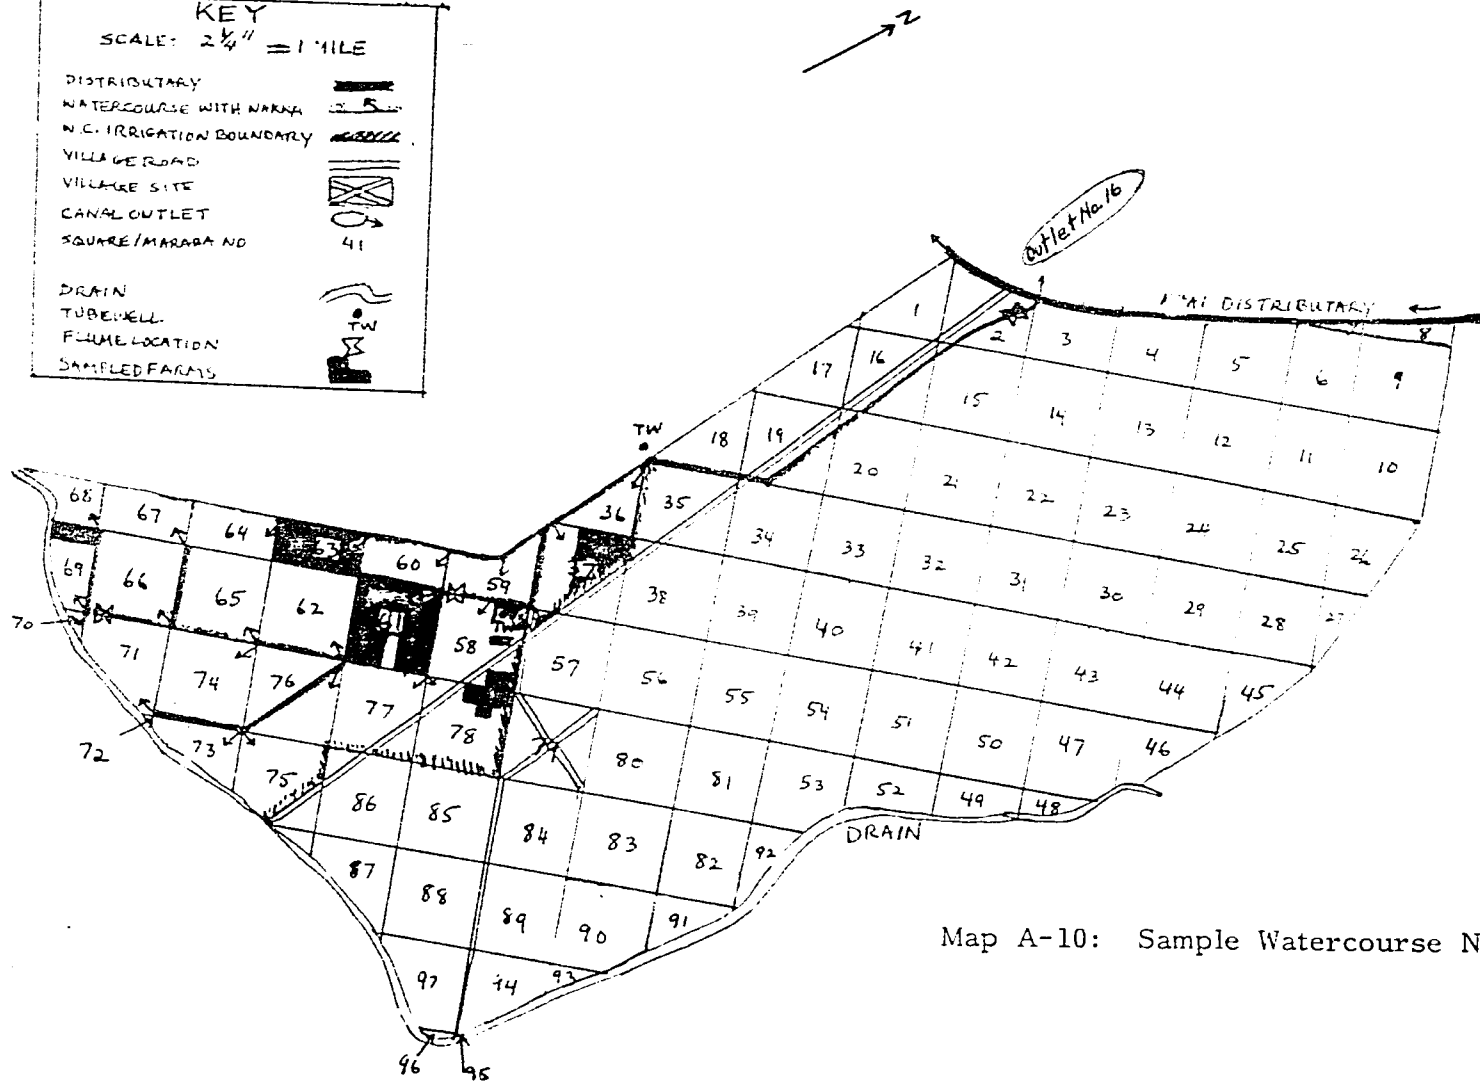 KEY
SCALE: 2¼" = 1 MILE
DISTRIBUTARY
WATERCOURSE WITH NAKKA
N.C. IRRIGATION BOUNDARY
VILLAGE ROAD
VILLAGE SITE
CANAL OUTLET
SQUARE/MARABA NO 41
DRAIN
TUBEWELL
TW
FLUME LOCATION
SAMPLED FARMS
N
Outlet No. 16
DISTRIBUTARY
1 2 3 4 5 6 8 9
17 16 15 14 13 12 11 10
TW
18 19 20 21 22 23 24 25 26
36 35 34 33 32 31 30 29 28 27
68 67 64 63 60 59 37 38 39 40 41 42 43 44 45
69 66 65 62 61 58 57 56 55 54 51 50 47 46
TW
70 71 74 76 77 78 79 80 81 53 52 49 48
72 73 75 86 85 84 83 82 92
DRAIN
87 88 89 90 91
97 93
96 95
Map A-10: Sample Watercourse N